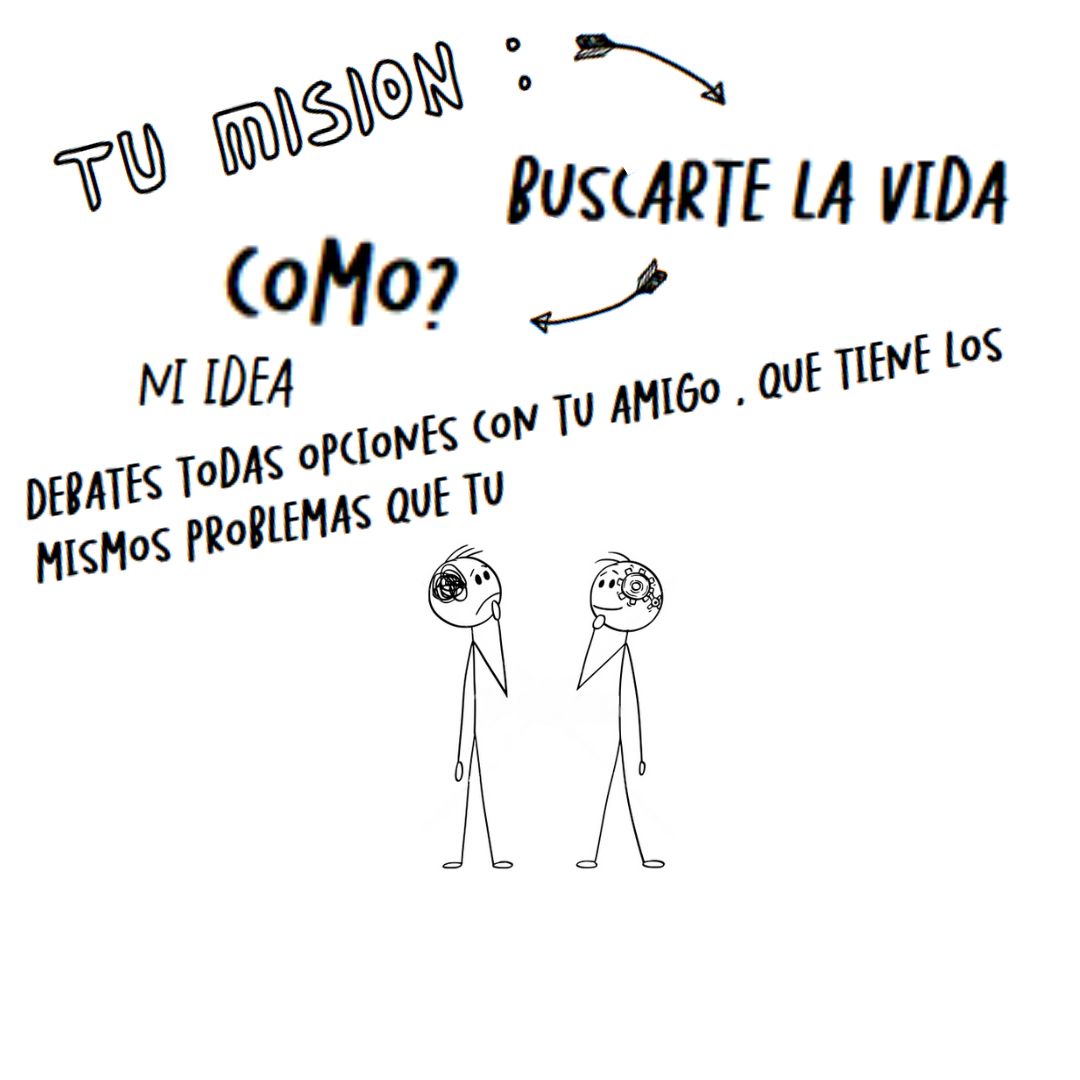 TU MISION :
BUSCARTE LA VIDA
COMO?
NI IDEA
DEBATES TODAS OPCIONES CON TU AMIGO , QUE TIENE LOS
MISMOS PROBLEMAS QUE TU